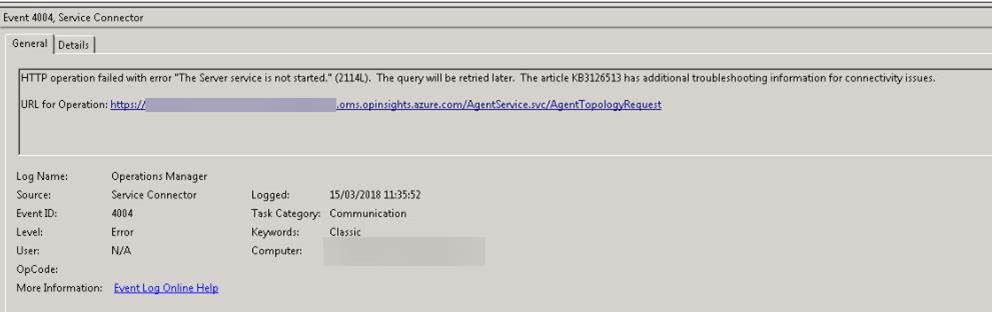 Event 4004, Service Connector
General Details
HTTP operation failed with error "The Server service is not started." (2114L). The query will be retried later. The article KB3126513 has additional troubleshooting information for connectivity issues.
URL for Operation: https:// .oms.opinsights.azure.com/AgentService.svc/AgentTopologyRequest
Log Name: Operations Manager
Source: Service Connector Logged: 15/03/2018 11:35:52
Event ID: 4004 Task Category: Communication
Level: Error Keywords: Classic
User: N/A Computer:
OpCode:
More Information: Event Log Online Help